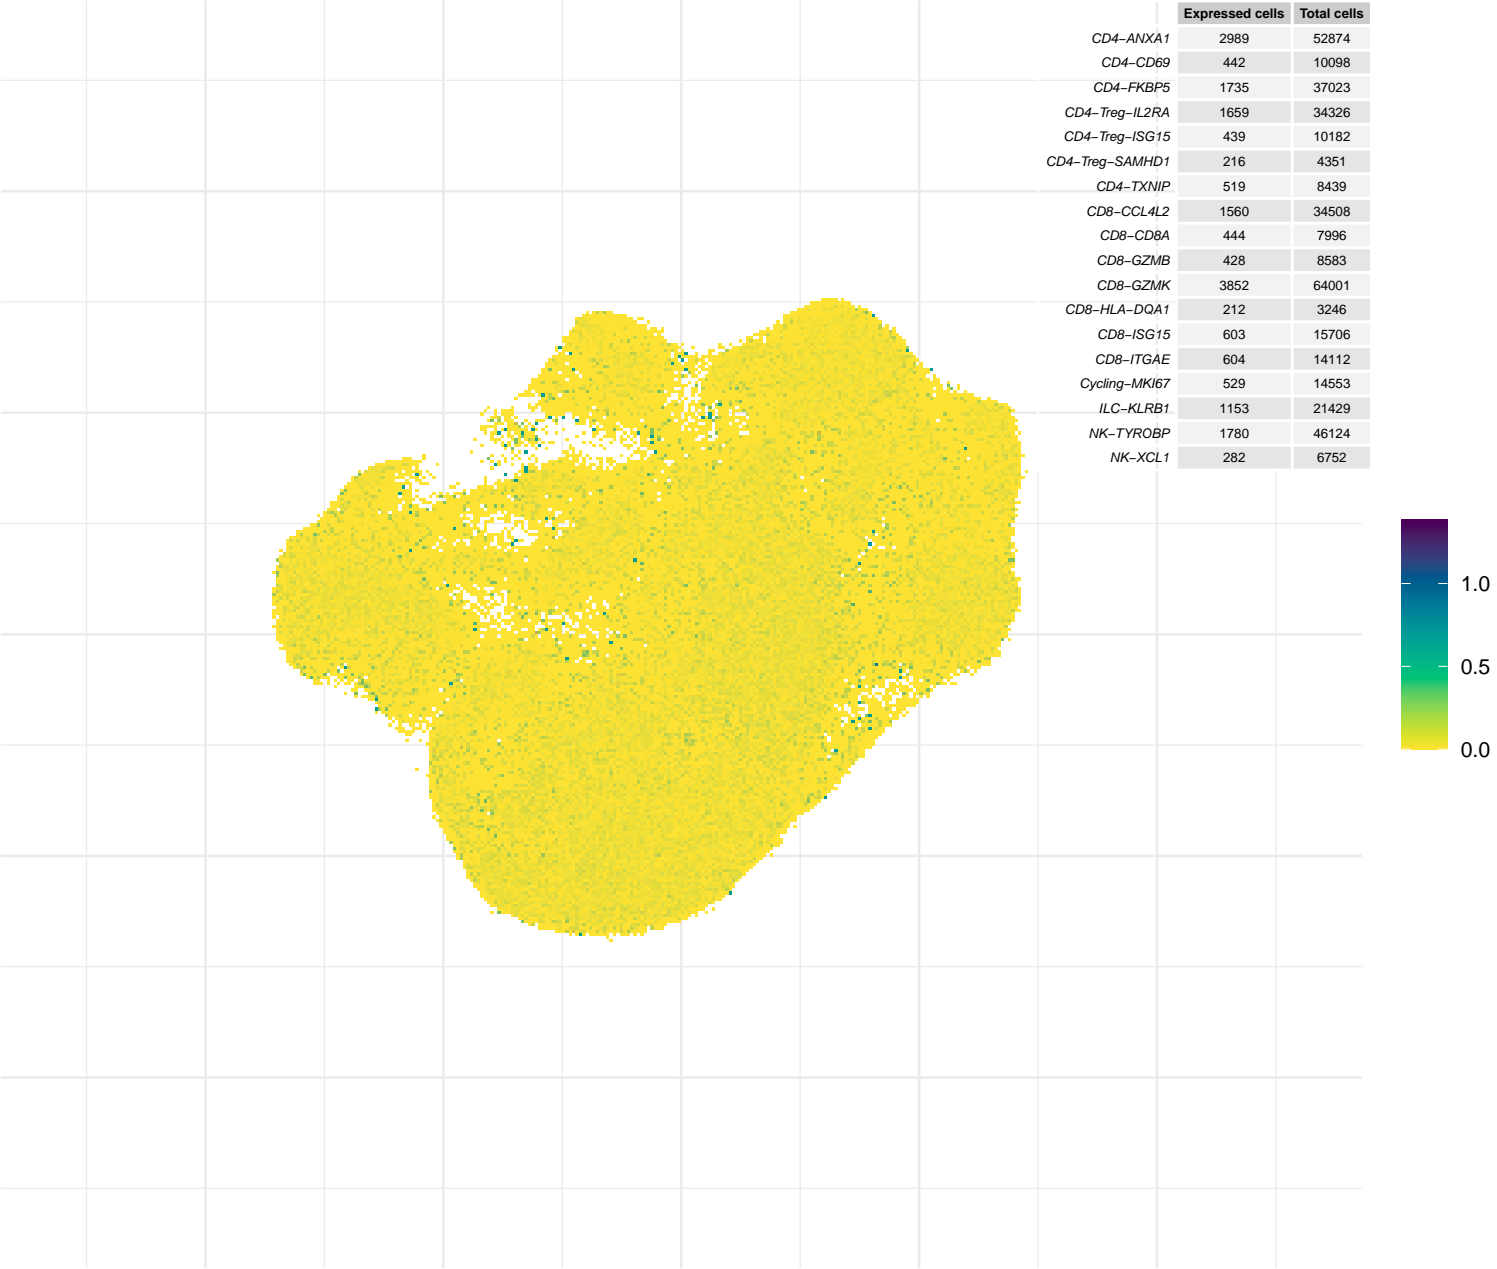 Expressed cells Total cells
CD4−ANXA1 2989 52874
CD4−CD69 442 10098
CD4−FKBP5 1735 37023
CD4−Treg−IL2RA 1659 34326
CD4−Treg−ISG15 439 10182
CD4−Treg−SAMHD1 216 4351
CD4−TXNIP 519 8439
CD8−CCL4L2 1560 34508
CD8−CD8A 444 7996
CD8−GZMB 428 8583
CD8−GZMK 3852 64001
CD8−HLA−DQA1 212 3246
CD8−ISG15 603 15706
CD8−ITGAE 604 14112
Cycling−MKI67 529 14553
ILC−KLRB1 1153 21429
NK−TYROBP 1780 46124
NK−XCL1 282 6752
1.0
0.5
0.0